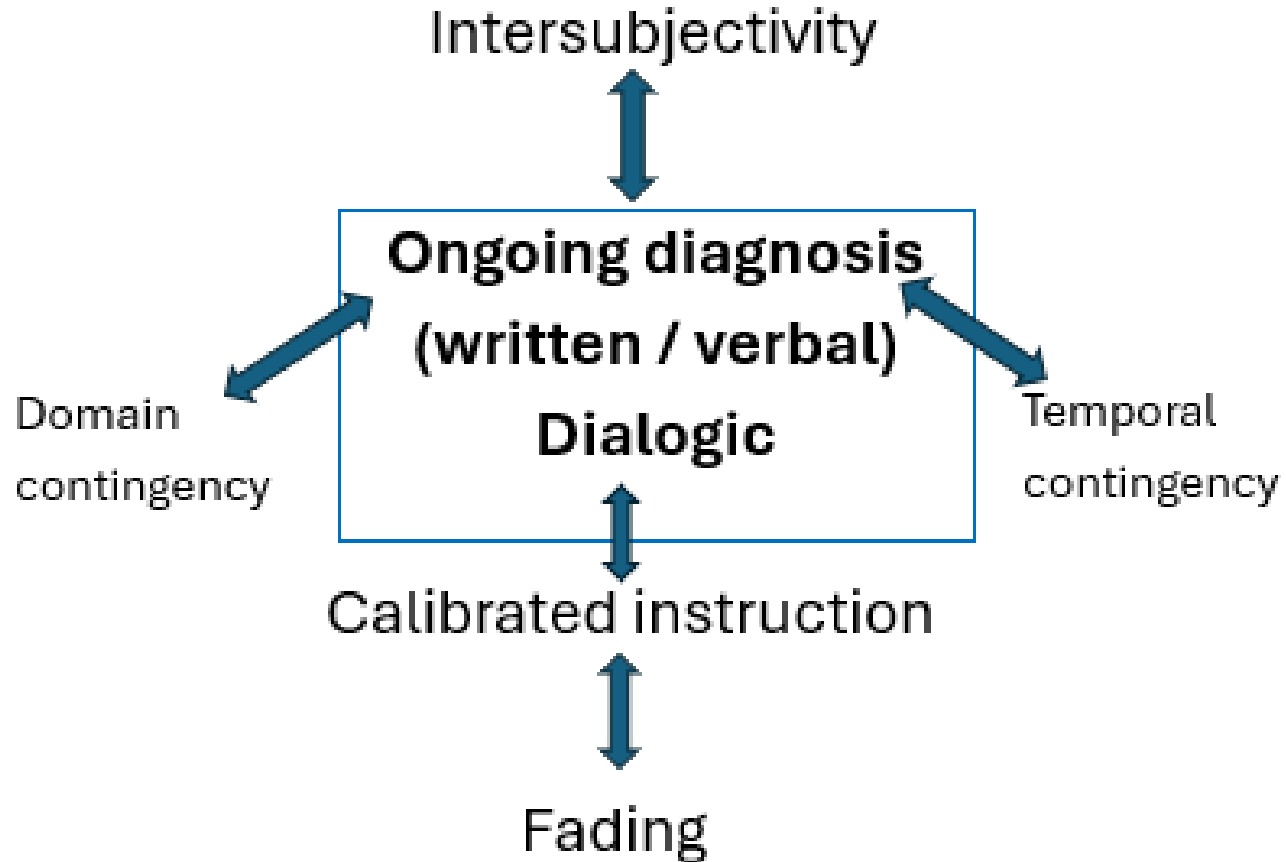 Intersubjectivity
Ongoing diagnosis
(written / verbal)
Dialogic
Domain
contingency
Temporal
contingency
Calibrated instruction
Fading